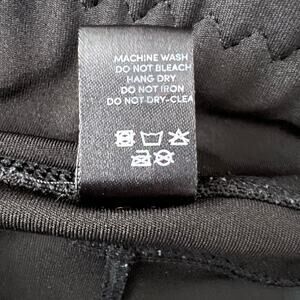 MACHINE WASH
DO NOT BLEACH
HANG DRY
DO NOT IRON
DO NOT DRY-CLEA